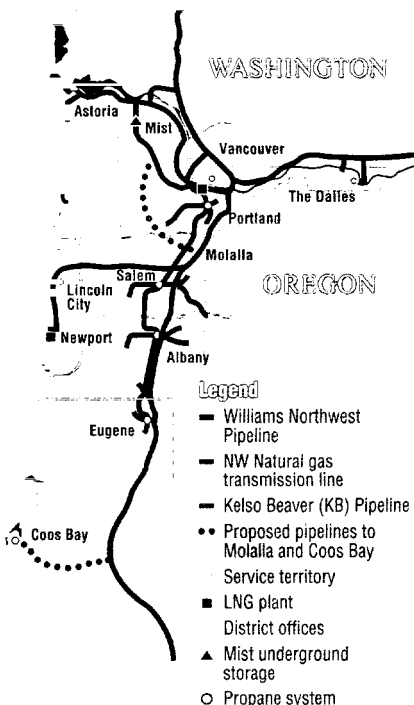 WASHINGTON
Astoria
Mist
Vancouver
The Dalles
Portland
Molalla
Salem
OREGON
Lincoln
City
Newport
Albany
Eugene
Coos Bay
Legend
Williams Northwest
Pipeline
NW Natural gas
transmission line
Kelso Beaver (KB) Pipeline
Proposed pipelines to
Molalla and Coos Bay
Service territory
LNG plant
District offices
Mist underground
storage
Propane system